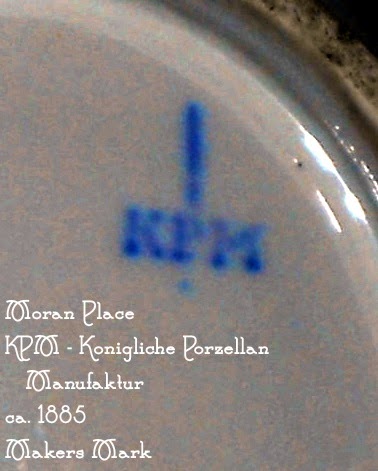 KPM
Moran Place
KPM - Konigliche Porzellan
Manufaktur
ca. 1885
Makers Mark